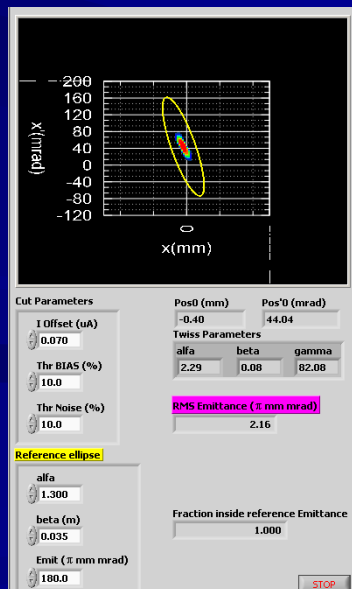 200
160
120
80
40
0
-40
-80
-120
x'(mrad)
0
x(mm)
Cut Parameters
I Offset (uA)
0.070
Thr BIAS (%)
10.0
Thr Noise (%)
10.0
Pos0 (mm) Pos'0 (mrad)
-0.40 44.04
Twiss Parameters
alfa beta gamma
2.29 0.08 82.08
RMS Emittance (π mm mrad)
2.16
Reference ellipse
alfa
1.300
beta (m)
0.035
Emit (π mm mrad)
180.0
Fraction inside reference Emittance
1.000
STOP